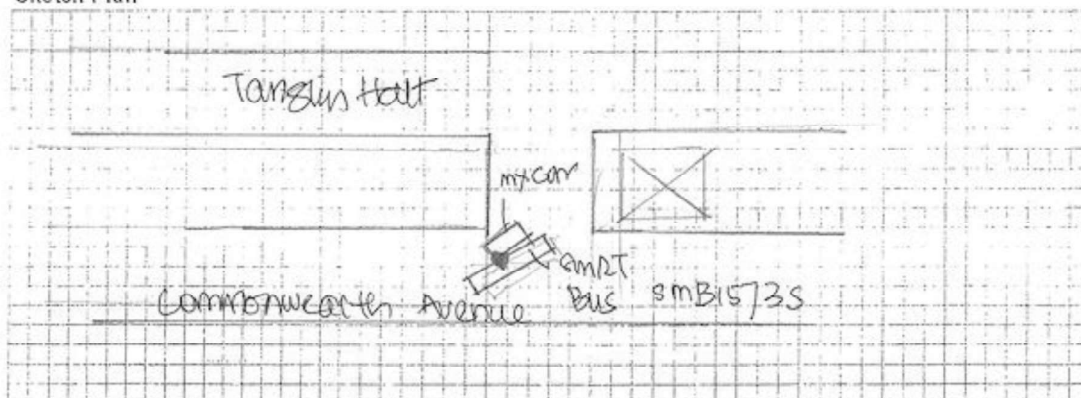 Sketch Plan
Tanglin Halt
my car
SMRT
Commonwealth Avenue Bus SMB1573S